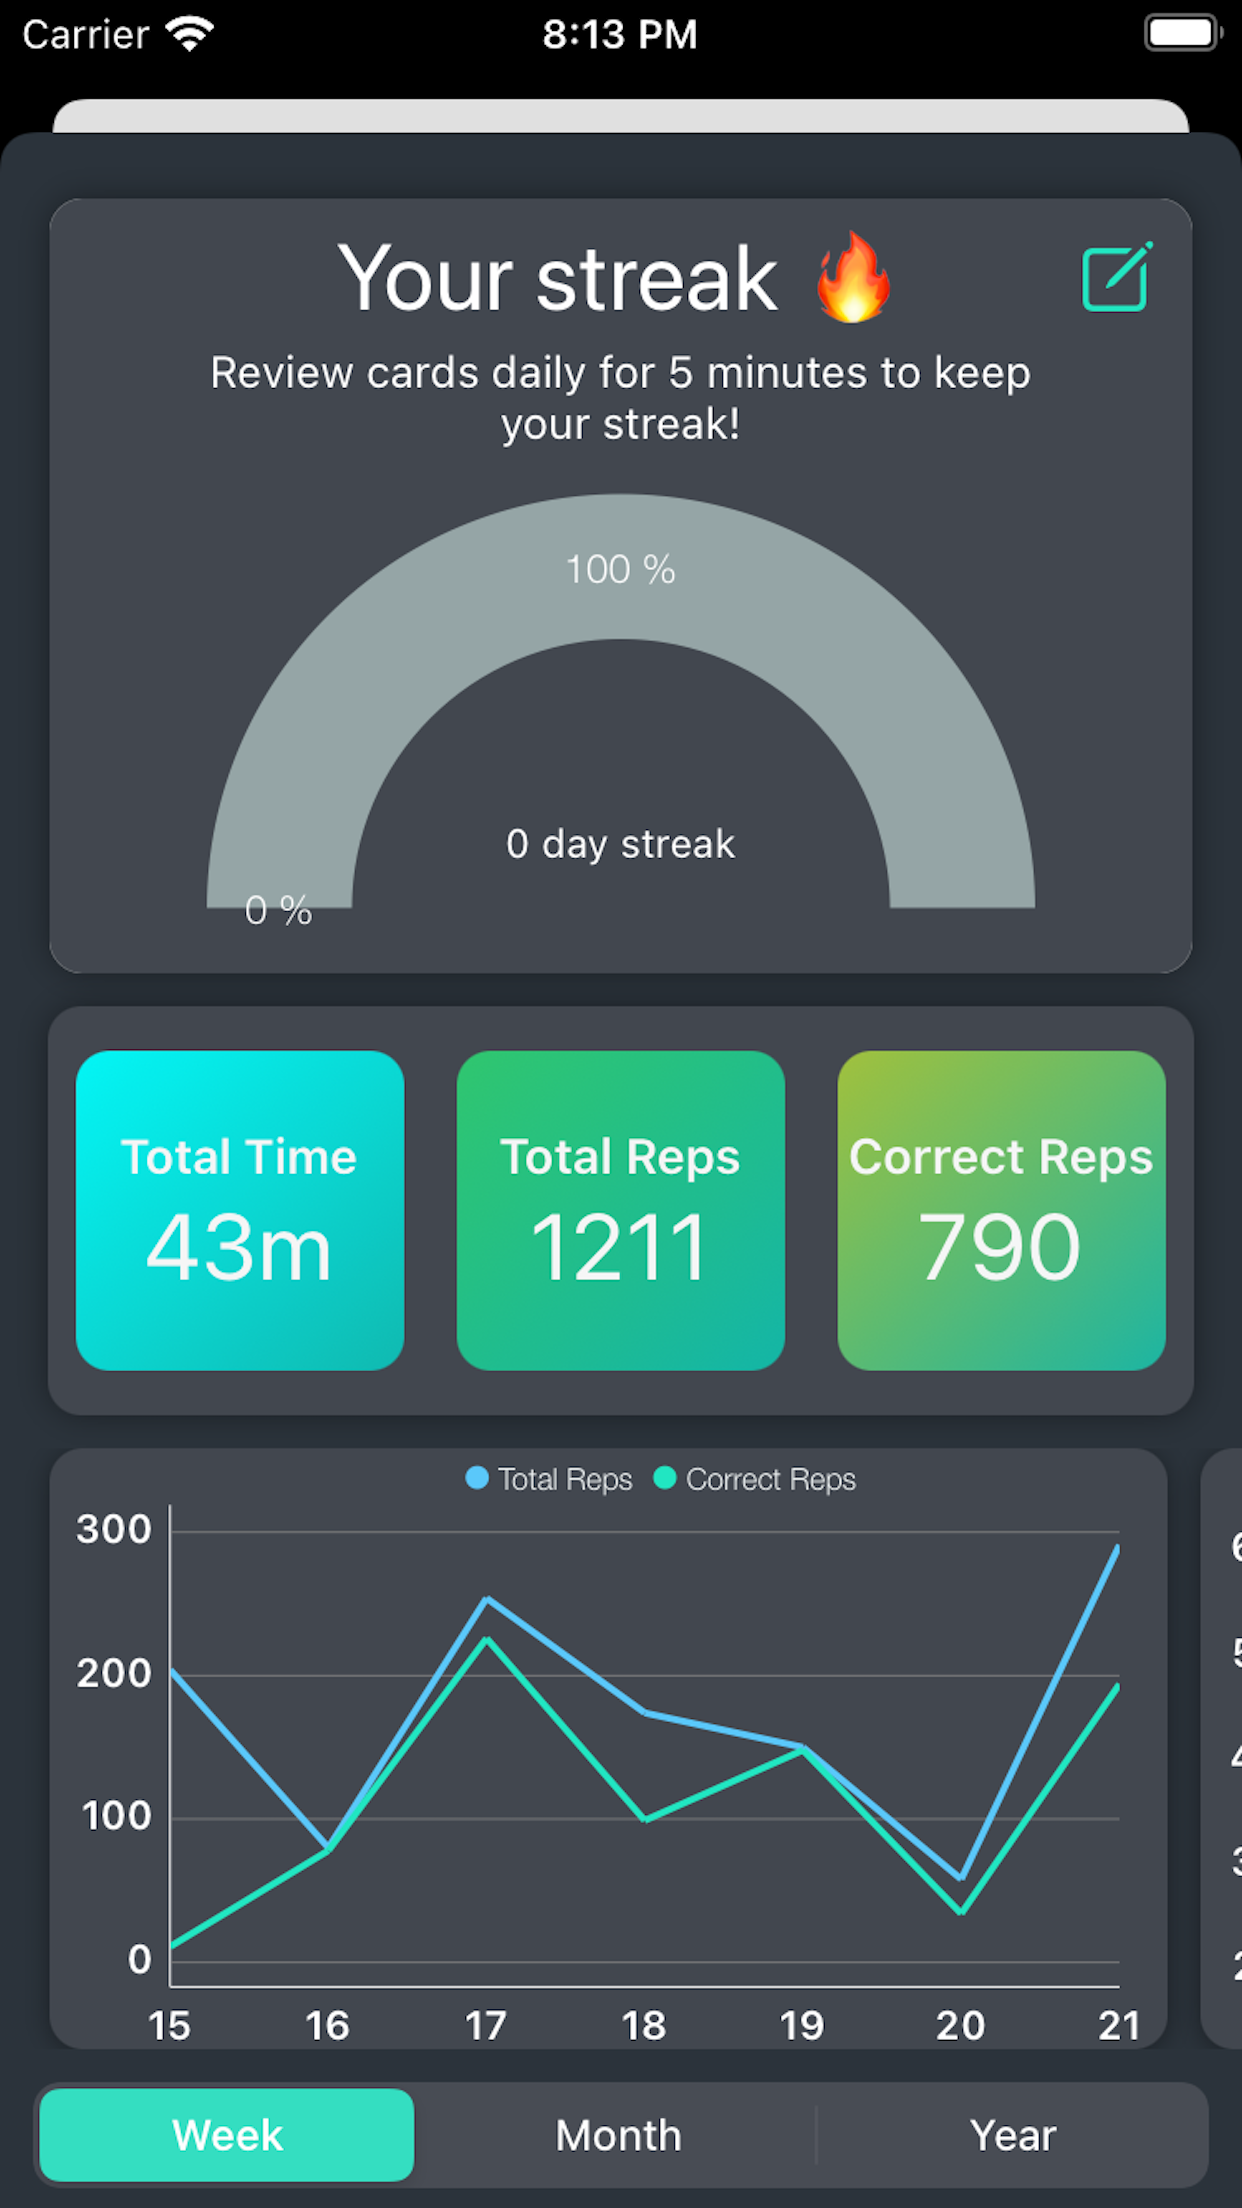 Carrier 8:13 PM
Your streak 🔥
Review cards daily for 5 minutes to keep
your streak!
100 %
0 day streak
0 %
Total Time
43m
Total Reps
1211
Correct Reps
790
Total Reps Correct Reps
300
200
100
0
15 16 17 18 19 20 21
Week Month Year